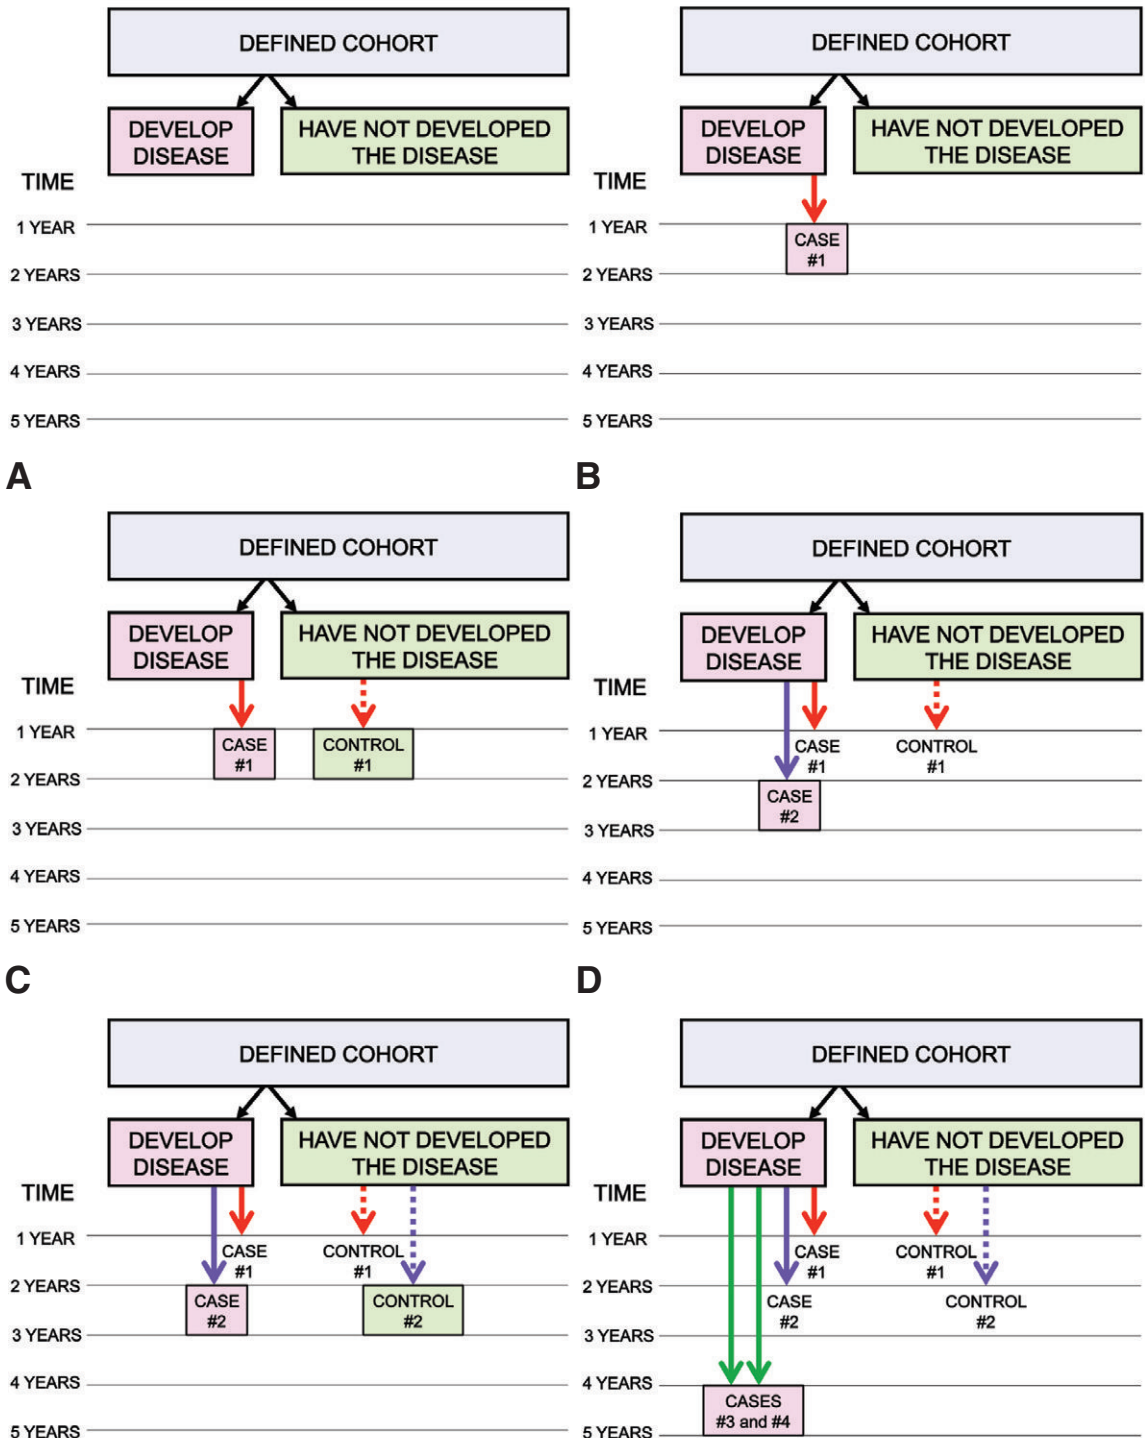 DEFINED COHORT
DEVELOP
DISEASE
HAVE NOT DEVELOPED
THE DISEASE
TIME
1 YEAR
2 YEARS
3 YEARS
4 YEARS
5 YEARS
A
DEFINED COHORT
DEVELOP
DISEASE
HAVE NOT DEVELOPED
THE DISEASE
TIME
1 YEAR
CASE
#1
2 YEARS
3 YEARS
4 YEARS
5 YEARS
B
DEFINED COHORT
DEVELOP
DISEASE
HAVE NOT DEVELOPED
THE DISEASE
TIME
1 YEAR
CASE
#1
CONTROL
#1
2 YEARS
3 YEARS
4 YEARS
5 YEARS
C
DEFINED COHORT
DEVELOP
DISEASE
HAVE NOT DEVELOPED
THE DISEASE
TIME
1 YEAR
CASE
#1
CONTROL
#1
2 YEARS
CASE
#2
3 YEARS
4 YEARS
5 YEARS
D
DEFINED COHORT
DEVELOP
DISEASE
HAVE NOT DEVELOPED
THE DISEASE
TIME
1 YEAR
CASE
#1
CONTROL
#1
2 YEARS
CASE
#2
CONTROL
#2
3 YEARS
4 YEARS
5 YEARS
DEFINED COHORT
DEVELOP
DISEASE
HAVE NOT DEVELOPED
THE DISEASE
TIME
1 YEAR
CASE
#1
CONTROL
#1
2 YEARS
CASE
#2
CONTROL
#2
3 YEARS
4 YEARS
CASES
#3 and #4
5 YEARS